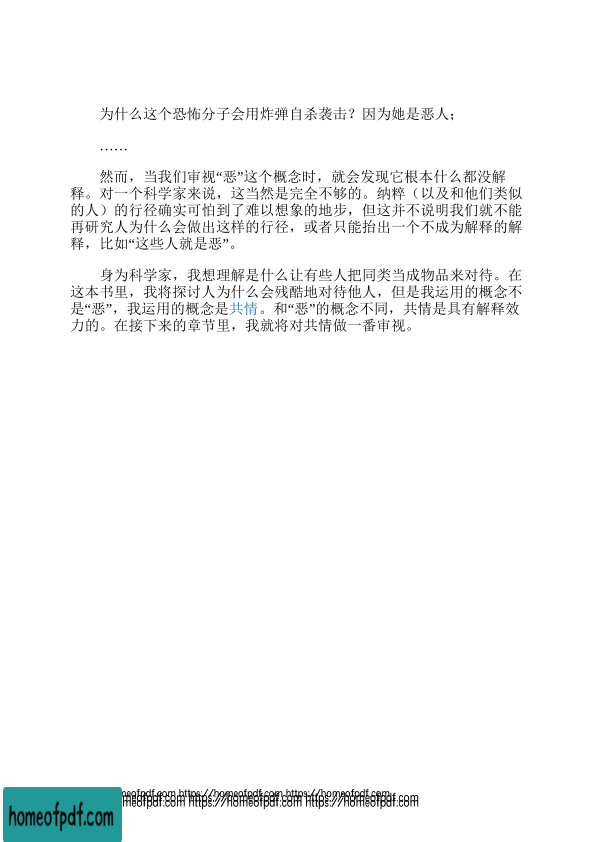 为什么这个恐怖分子会用炸弹自杀袭击？因为她是恶人；
……
然而，当我们审视“恶”这个概念时，就会发现它根本什么都没解
释。对一个科学家来说，这当然是完全不够的。纳粹（以及和他们类似
的人）的行径确实可怕到了难以想象的地步，但这并不说明我们就不能
再研究人为什么会做出这样的行径，或者只能抬出一个不成为解释的解
释，比如“这些人就是恶”。
身为科学家，我想理解是什么让有些人把同类当成物品来对待。在
这本书里，我将探讨人为什么会残酷地对待他人，但是我运用的概念不
是“恶”，我运用的概念是共情。和“恶”的概念不同，共情是具有解释效
力的。在接下来的章节里，我就将对共情做一番审视。
meofpdf.com https://homeofpdf.com https://homeofpdf.com
meofpdf.com https://homeofpdf.com https://homeofpdf.com
homeofpdf.com